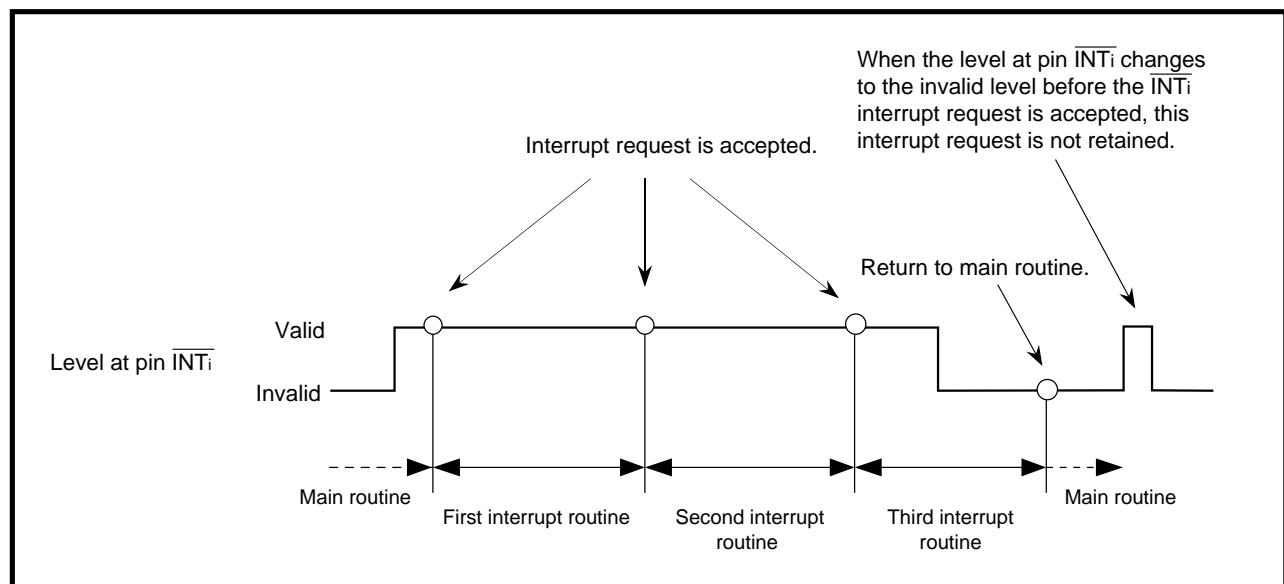 When the level at pin INTi changes
to the invalid level before the INTi
interrupt request is accepted, this
interrupt request is not retained.
Interrupt request is accepted.
Return to main routine.
Valid
Level at pin INTi
Invalid
Main routine
First interrupt routine
Second interrupt
routine
Third interrupt
routine
Main routine